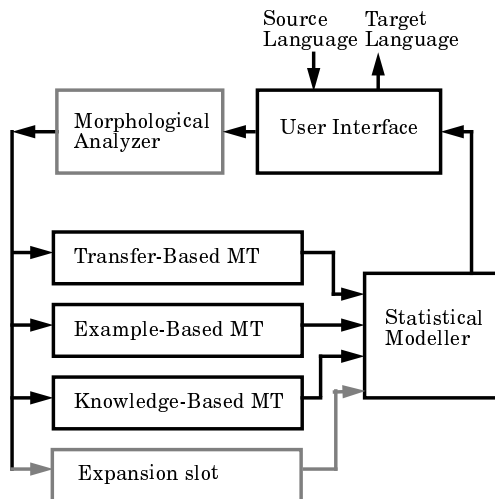 Source
Language
Target
Language
Morphological
Analyzer
User Interface
Transfer-Based MT
Example-Based MT
Statistical
Modeller
Knowledge-Based MT
Expansion slot